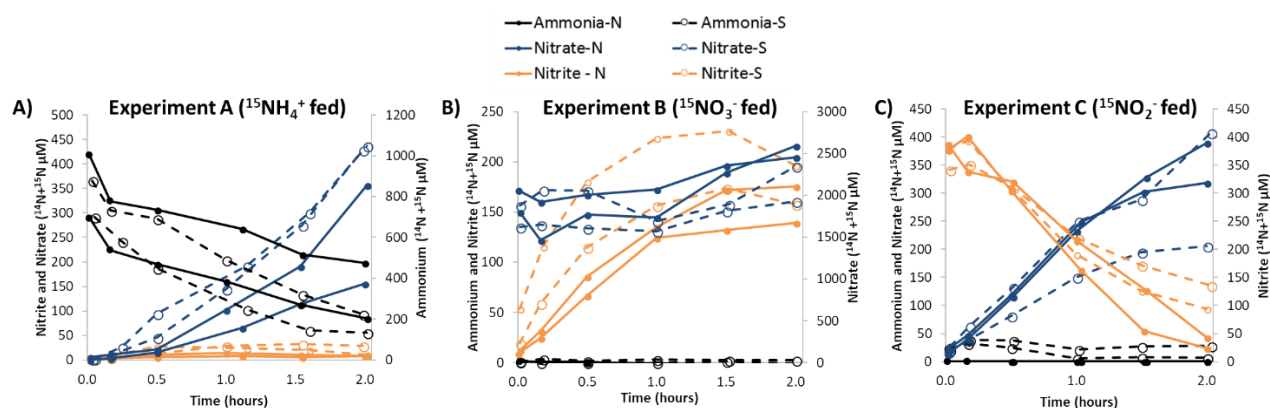 Ammonia-N Ammonia-S
Nitrate-N Nitrate-S
Nitrite - N Nitrite-S
A) Experiment A (¹⁵NH₄⁺ fed)
Nitrite and Nitrate (¹⁴N+¹⁵N µM)
500
450
400
350
300
250
200
150
100
50
0
0.0 0.5 1.0 1.5 2.0
Time (hours)
1200
1000
800
600
400
200
0
Ammonium (¹⁴N +¹⁵N µM)
B) Experiment B (¹⁵NO₃⁻ fed)
Ammonium and Nitrite (¹⁴N+¹⁵N µM)
250
200
150
100
50
0
0.0 0.5 1.0 1.5 2.0
Time (hours)
3000
2500
2000
1500
1000
500
0
Nitrate (¹⁴N +¹⁵N µM)
C) Experiment C (¹⁵NO₂⁻ fed)
Ammonium and Nitrate (¹⁴N+¹⁵N µM)
450
400
350
300
250
200
150
100
50
0
0.0 1.0 2.0
Time (hours)
450
400
350
300
250
200
150
100
50
0
Nitrite (¹⁴N+¹⁵N µM)